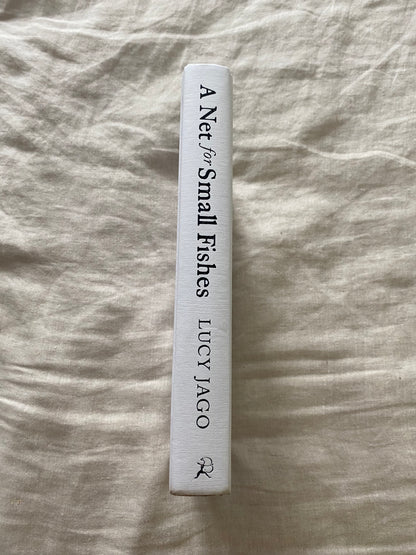 A Net for Small Fishes
LUCY JAGO